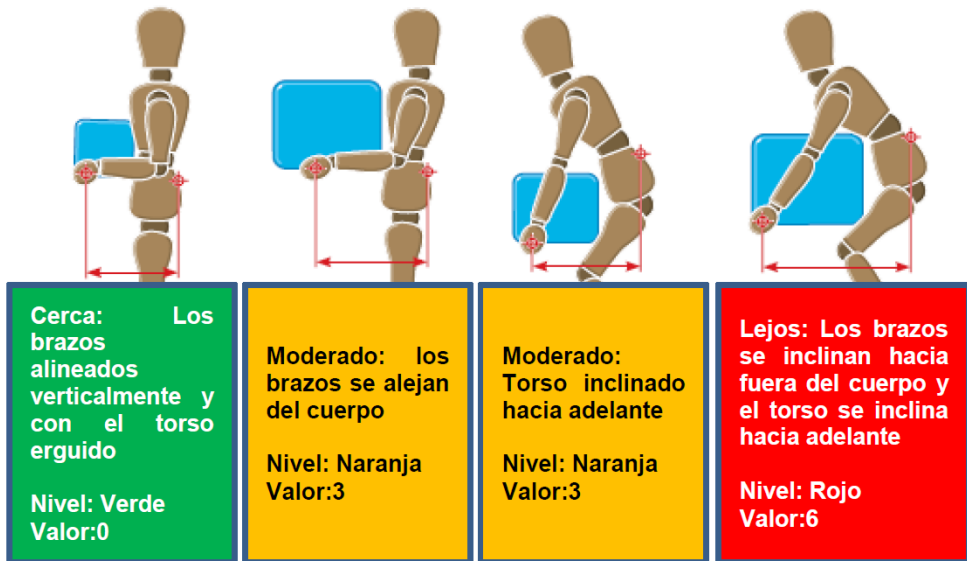 Cerca: Los
brazos
alineados
verticalmente y
con el torso
erguido
Nivel: Verde
Valor:0
Moderado: los
brazos se alejan
del cuerpo
Nivel: Naranja
Valor:3
Moderado:
Torso inclinado
hacia adelante
Nivel: Naranja
Valor:3
Lejos: Los brazos
se inclinan hacia
fuera del cuerpo y
el torso se inclina
hacia adelante
Nivel: Rojo
Valor:6